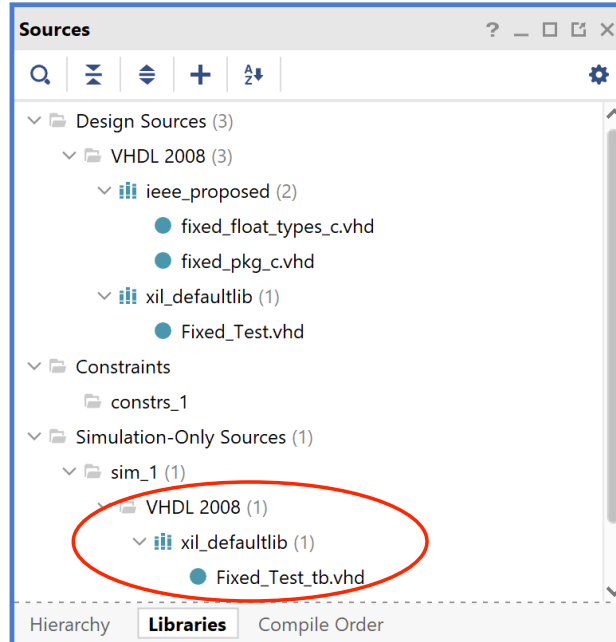 Sources
Design Sources (3)
VHDL 2008 (3)
ieee_proposed (2)
fixed_float_types_c.vhd
fixed_pkg_c.vhd
xil_defaultlib (1)
Fixed_Test.vhd
Constraints
constrs_1
Simulation-Only Sources (1)
sim_1 (1)
VHDL 2008 (1)
xil_defaultlib (1)
Fixed_Test_tb.vhd
Hierarchy Libraries Compile Order